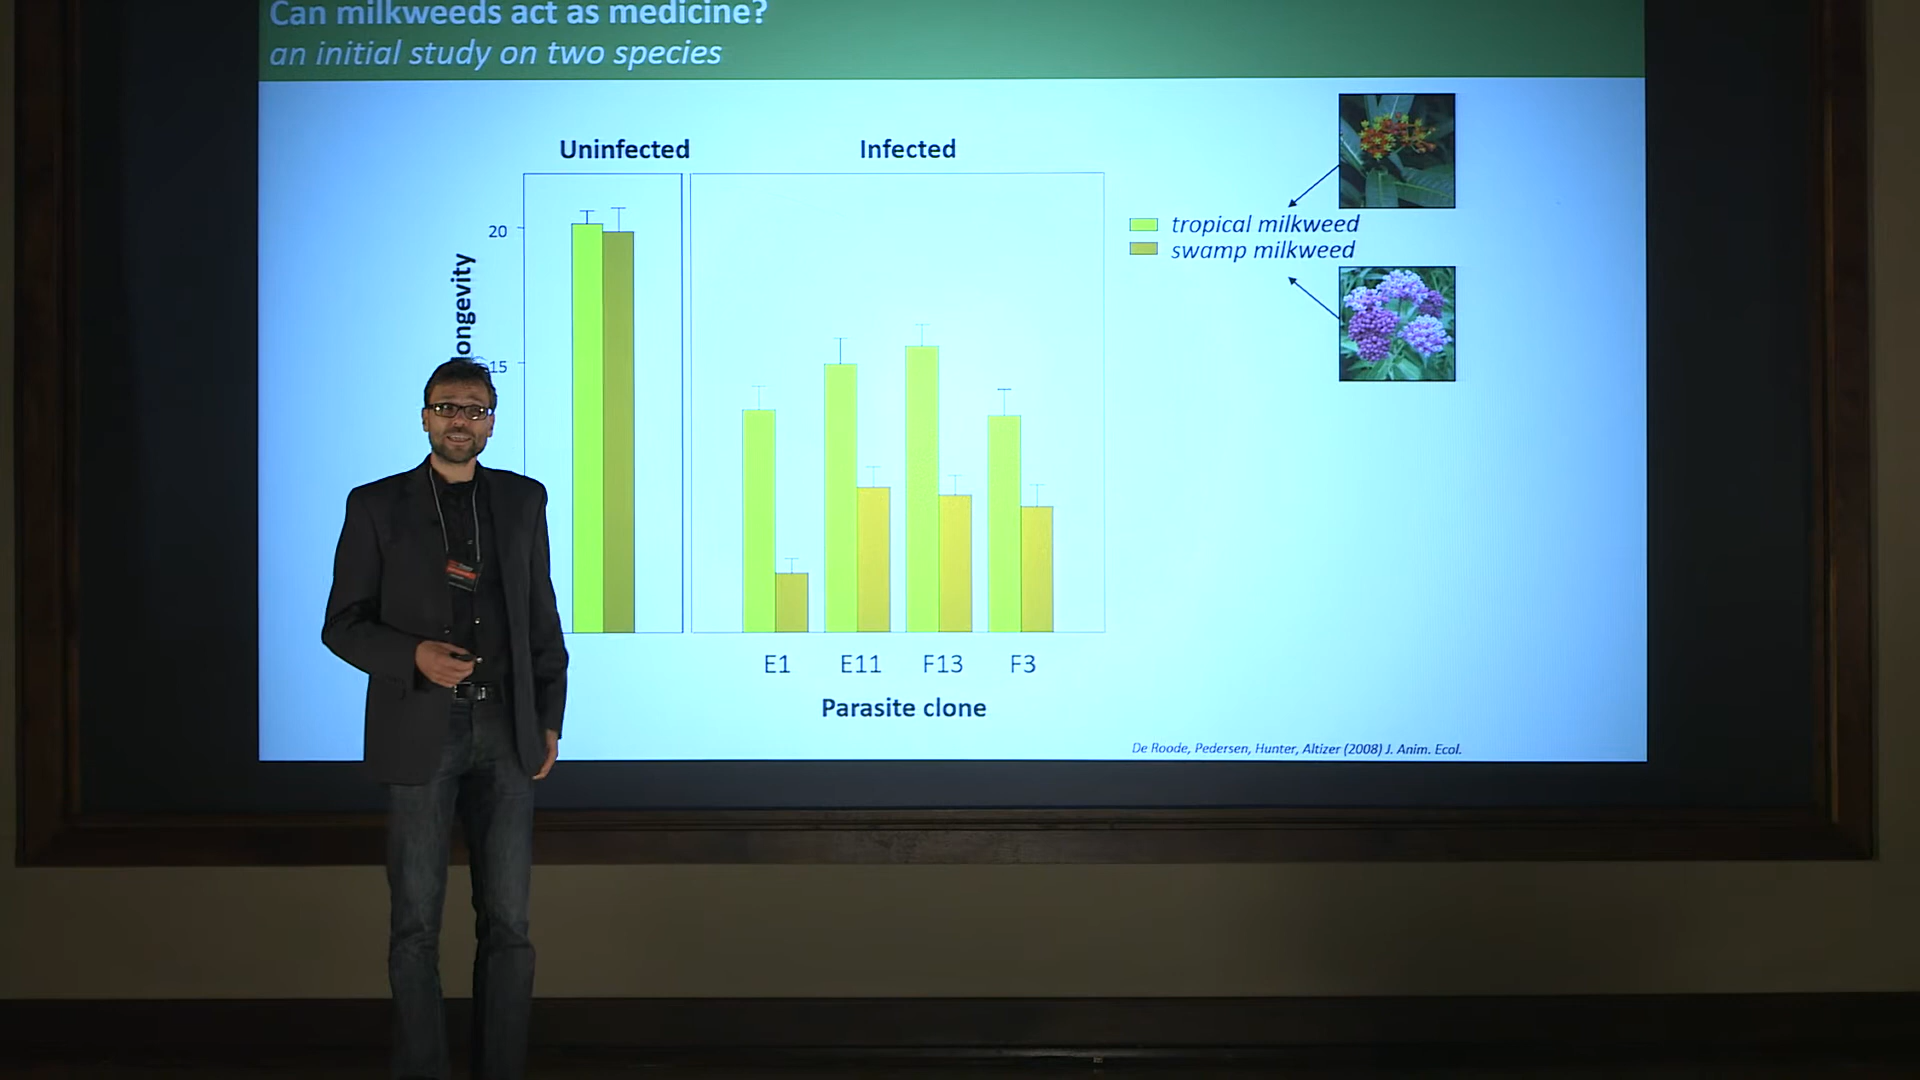 Can milkweeds act as medicine?
an initial study on two species
Uninfected
Infected
20
15
longevity
tropical milkweed
swamp milkweed
E1
E11
F13
F3
Parasite clone
De Roode, Pedersen, Hunter, Altizer (2008) J. Anim. Ecol.